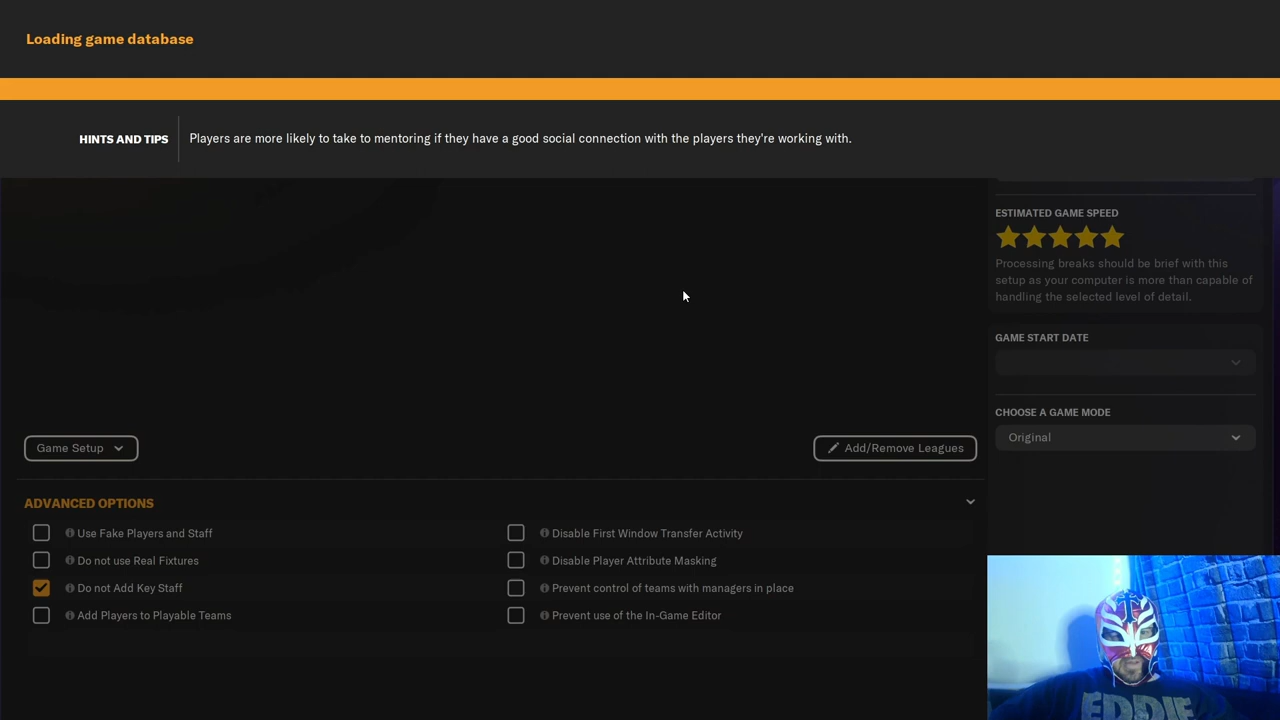 Loading game database
HINTS AND TIPS
Players are more likely to take to mentoring if they have a good social connection with the players they're working with.
ESTIMATED GAME SPEED
Processing breaks should be brief with this
setup as your computer is more than capable of
handling the selected level of detail.
GAME START DATE
CHOOSE A GAME MODE
Original
Game Setup
Add/Remove Leagues
ADVANCED OPTIONS
Use Fake Players and Staff
Disable First Window Transfer Activity
Do not use Real Fixtures
Disable Player Attribute Masking
Do not Add Key Staff
Prevent control of teams with managers in place
Add Players to Playable Teams
Prevent use of the In-Game Editor
EDDIE